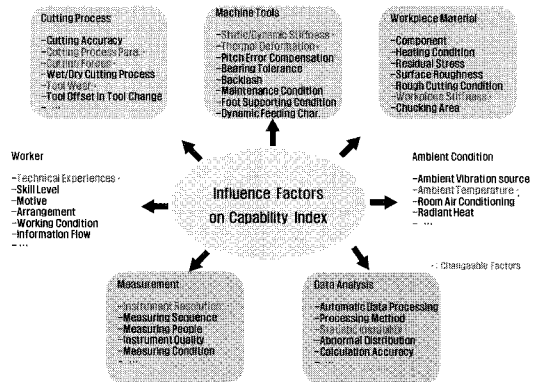 Cutting Process
-Cutting Accuracy
-Cutting Process Para.-
-Cutting Forces-
-Wet/Dry Cutting Process
-Tool Wear-
-Tool Offset in Tool Change
- ....
Machine Tools
-Static/Dynamic Stiffness-
-Thermal Deformation-
-Pitch Error Compensation
-Bearing Tolerance
-Backlash
-Maintenance Condition
-Foot Supporting Condition
-Dynamic Feeding Char.
Workpiece Material
-Component
-Heating Condition
-Residual Stress
-Surface Roughness
-Rough Cutting Condition
-Workpiece Stiffness-
-Chucking Area
Worker
-Technical Experiences-
-Skill Level
-Motive
-Arrangement
-Working Condition
-Information Flow
- ....
Influence Factors
on Capability Index
Ambient Condition
-Ambient Vibration source
-Ambient Temperature-
-Room Air Conditioning
-Radiant Heat
- ....
- : Changeable Factors
Measurement
-Instrument Resolution-
-Measuring Sequence
-Measuring People
-Instrument Quality
-Measuring Condition
Data Analysis
-Automatic Data Processing
-Processing Method
-Statistic
-Abnormal Distribution
-Calculation Accuracy